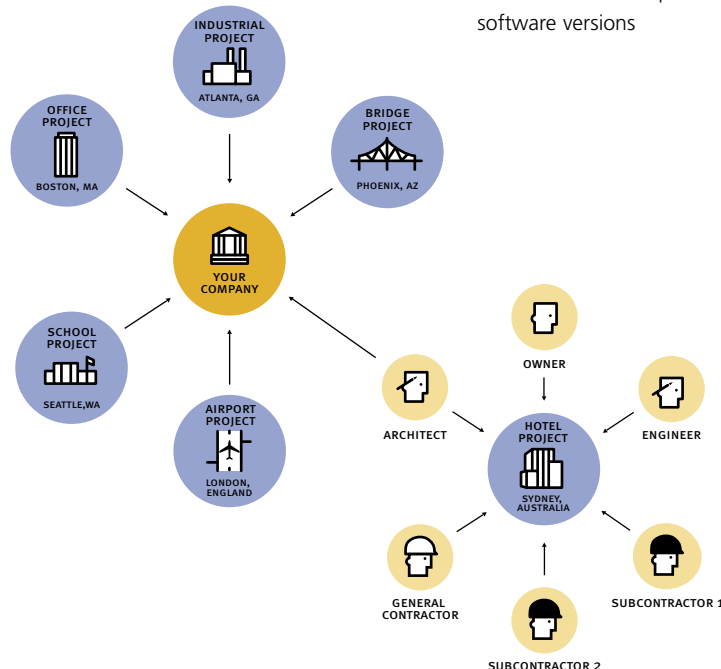 software versions
INDUSTRIAL
PROJECT
ATLANTA, GA
OFFICE
PROJECT
BOSTON, MA
BRIDGE
PROJECT
PHOENIX, AZ
YOUR
COMPANY
SCHOOL
PROJECT
SEATTLE,WA
AIRPORT
PROJECT
LONDON,
ENGLAND
OWNER
ARCHITECT
ENGINEER
HOTEL
PROJECT
SYDNEY,
AUSTRALIA
GENERAL
CONTRACTOR
SUBCONTRACTOR 1
SUBCONTRACTOR 2